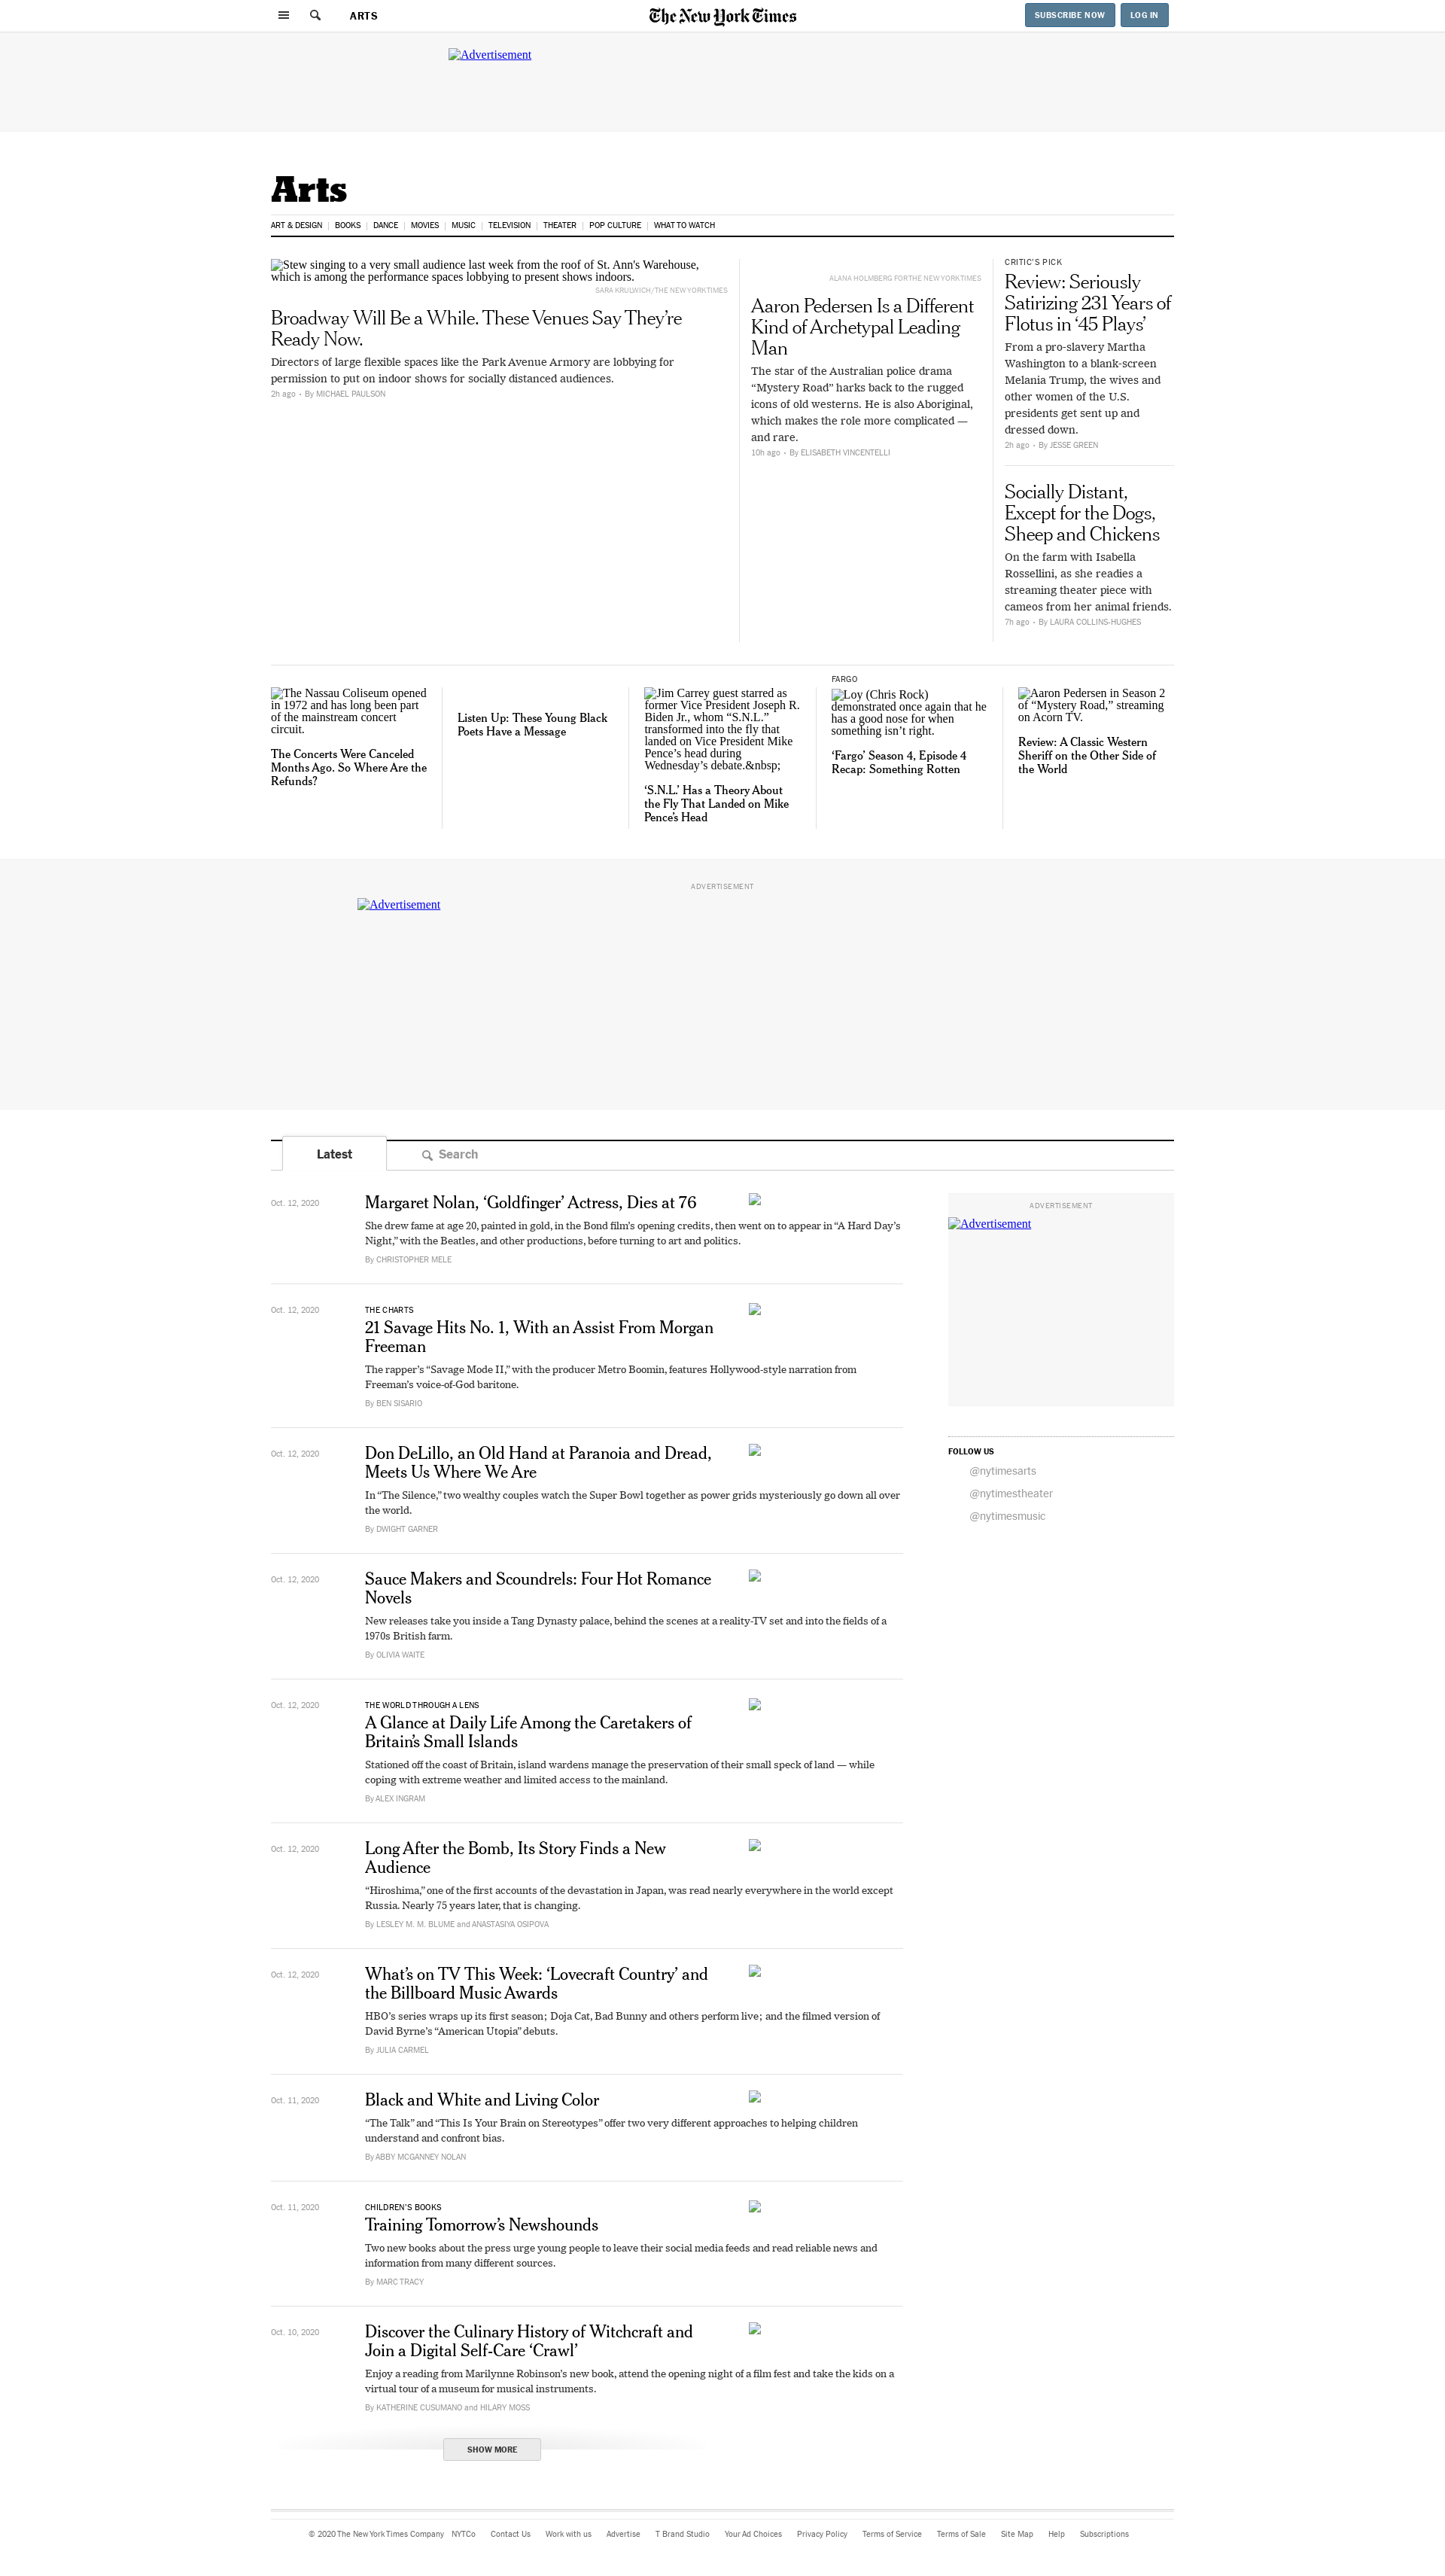 ARTS
The New York Times
SUBSCRIBE NOW
LOG IN
Advertisement
Arts
ART & DESIGN | BOOKS | DANCE | MOVIES | MUSIC | TELEVISION | THEATER | POP CULTURE | WHAT TO WATCH
Stew singing to a very small audience last week from the roof of St. Ann's Warehouse,
which is among the performance spaces lobbying to present shows indoors.
SARA KRULWICH/THE NEW YORK TIMES
Broadway Will Be a While. These Venues Say They’re
Ready Now.
Directors of large flexible spaces like the Park Avenue Armory are lobbying for
permission to put on indoor shows for socially distanced audiences.
2h ago • By MICHAEL PAULSON
ALANA HOLMBERG FOR THE NEW YORK TIMES
Aaron Pedersen Is a Different
Kind of Archetypal Leading
Man
The star of the Australian police drama
“Mystery Road” harks back to the rugged
icons of old westerns. He is also Aboriginal,
which makes the role more complicated —
and rare.
10h ago • By ELISABETH VINCENTELLI
CRITIC’S PICK
Review: Seriously
Satirizing 231 Years of
Flotus in ‘45 Plays’
From a pro-slavery Martha
Washington to a blank-screen
Melania Trump, the wives and
other women of the U.S.
presidents get sent up and
dressed down.
2h ago • By JESSE GREEN
Socially Distant,
Except for the Dogs,
Sheep and Chickens
On the farm with Isabella
Rossellini, as she readies a
streaming theater piece with
cameos from her animal friends.
7h ago • By LAURA COLLINS-HUGHES
The Nassau Coliseum opened
in 1972 and has long been part
of the mainstream concert
circuit.
The Concerts Were Canceled
Months Ago. So Where Are the
Refunds?
Listen Up: These Young Black
Poets Have a Message
Jim Carrey guest starred as
former Vice President Joseph R.
Biden Jr., whom “S.N.L.”
transformed into the fly that
landed on Vice President Mike
Pence’s head during
Wednesday’s debate.&nbsp;
‘S.N.L.’ Has a Theory About
the Fly That Landed on Mike
Pence’s Head
FARGO
Loy (Chris Rock)
demonstrated once again that he
has a good nose for when
something isn’t right.
‘Fargo’ Season 4, Episode 4
Recap: Something Rotten
Aaron Pedersen in Season 2
of “Mystery Road,” streaming
on Acorn TV.
Review: A Classic Western
Sheriff on the Other Side of
the World
ADVERTISEMENT
Advertisement
Latest
Search
Oct. 12, 2020
Margaret Nolan, ‘Goldfinger’ Actress, Dies at 76
She drew fame at age 20, painted in gold, in the Bond film’s opening credits, then went on to appear in “A Hard Day’s
Night,” with the Beatles, and other productions, before turning to art and politics.
By CHRISTOPHER MELE
Oct. 12, 2020
THE CHARTS
21 Savage Hits No. 1, With an Assist From Morgan
Freeman
The rapper’s “Savage Mode II,” with the producer Metro Boomin, features Hollywood-style narration from
Freeman’s voice-of-God baritone.
By BEN SISARIO
Oct. 12, 2020
Don DeLillo, an Old Hand at Paranoia and Dread,
Meets Us Where We Are
In “The Silence,” two wealthy couples watch the Super Bowl together as power grids mysteriously go down all over
the world.
By DWIGHT GARNER
Oct. 12, 2020
Sauce Makers and Scoundrels: Four Hot Romance
Novels
New releases take you inside a Tang Dynasty palace, behind the scenes at a reality-TV set and into the fields of a
1970s British farm.
By OLIVIA WAITE
Oct. 12, 2020
THE WORLD THROUGH A LENS
A Glance at Daily Life Among the Caretakers of
Britain’s Small Islands
Stationed off the coast of Britain, island wardens manage the preservation of their small speck of land — while
coping with extreme weather and limited access to the mainland.
By ALEX INGRAM
Oct. 12, 2020
Long After the Bomb, Its Story Finds a New
Audience
“Hiroshima,” one of the first accounts of the devastation in Japan, was read nearly everywhere in the world except
Russia. Nearly 75 years later, that is changing.
By LESLEY M. M. BLUME and ANASTASIYA OSIPOVA
Oct. 12, 2020
What’s on TV This Week: ‘Lovecraft Country’ and
the Billboard Music Awards
HBO’s series wraps up its first season; Doja Cat, Bad Bunny and others perform live; and the filmed version of
David Byrne’s “American Utopia” debuts.
By JULIA CARMEL
Oct. 11, 2020
Black and White and Living Color
“The Talk” and “This Is Your Brain on Stereotypes” offer two very different approaches to helping children
understand and confront bias.
By ABBY MCGANNEY NOLAN
Oct. 11, 2020
CHILDREN’S BOOKS
Training Tomorrow’s Newshounds
Two new books about the press urge young people to leave their social media feeds and read reliable news and
information from many different sources.
By MARC TRACY
Oct. 10, 2020
Discover the Culinary History of Witchcraft and
Join a Digital Self-Care ‘Crawl’
Enjoy a reading from Marilynne Robinson’s new book, attend the opening night of a film fest and take the kids on a
virtual tour of a museum for musical instruments.
By KATHERINE CUSUMANO and HILARY MOSS
SHOW MORE
ADVERTISEMENT
Advertisement
FOLLOW US
@nytimesarts
@nytimestheater
@nytimesmusic
© 2020 The New York Times Company NYTCo Contact Us Work with us Advertise T Brand Studio Your Ad Choices Privacy Policy Terms of Service Terms of Sale Site Map Help Subscriptions